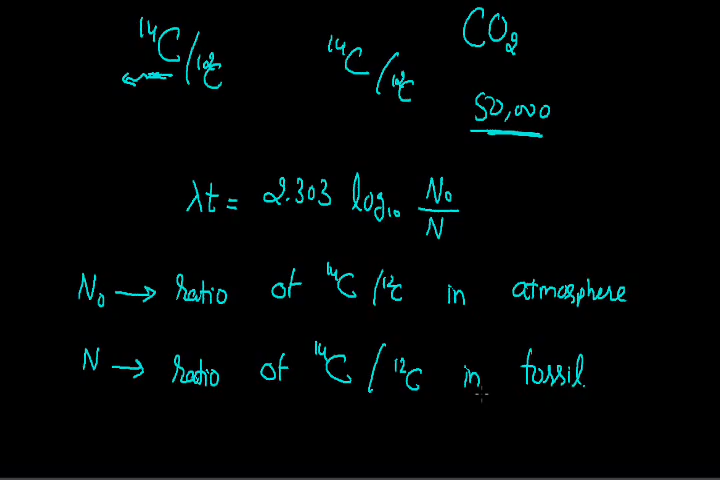 ¹⁴C/¹²C ¹⁴C/¹²C CO₂
50,000
λt = 2.303 log₁₀ N₀/N
N₀ → ratio of ¹⁴C/¹²C in atmosphere
N → ratio of ¹⁴C/¹²C in fossil.